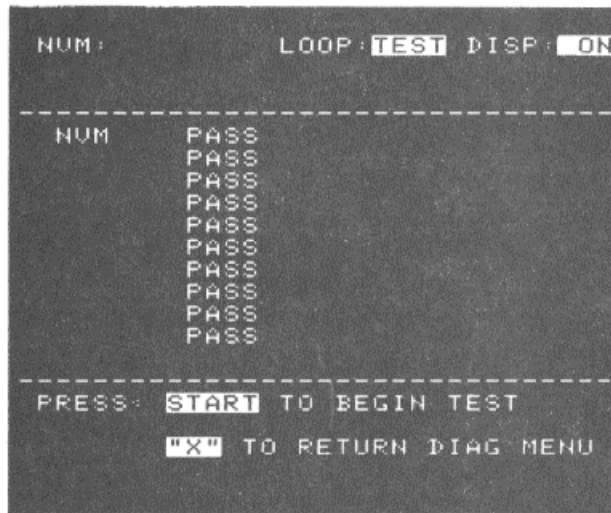 NUM: LOOP:TEST DISP: ON
NUM PASS
PASS
PASS
PASS
PASS
PASS
PASS
PASS
PASS
PASS
PRESS: START TO BEGIN TEST
"X" TO RETURN DIAG MENU